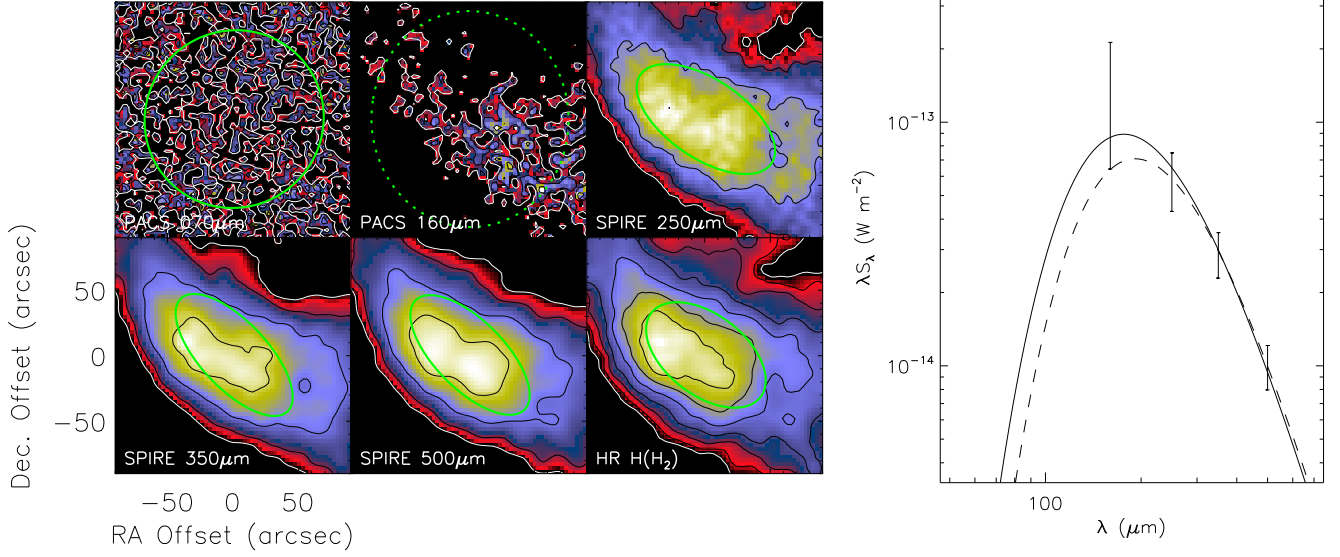 PACS 070μm
PACS 160μm
SPIRE 250μm
SPIRE 350μm
SPIRE 500μm
HR H(H₂)
Dec. Offset (arcsec)
50
0
−50
−50 0 50
RA Offset (arcsec)
λS_λ (W m⁻²)
10⁻¹³
10⁻¹⁴
100
λ (μm)